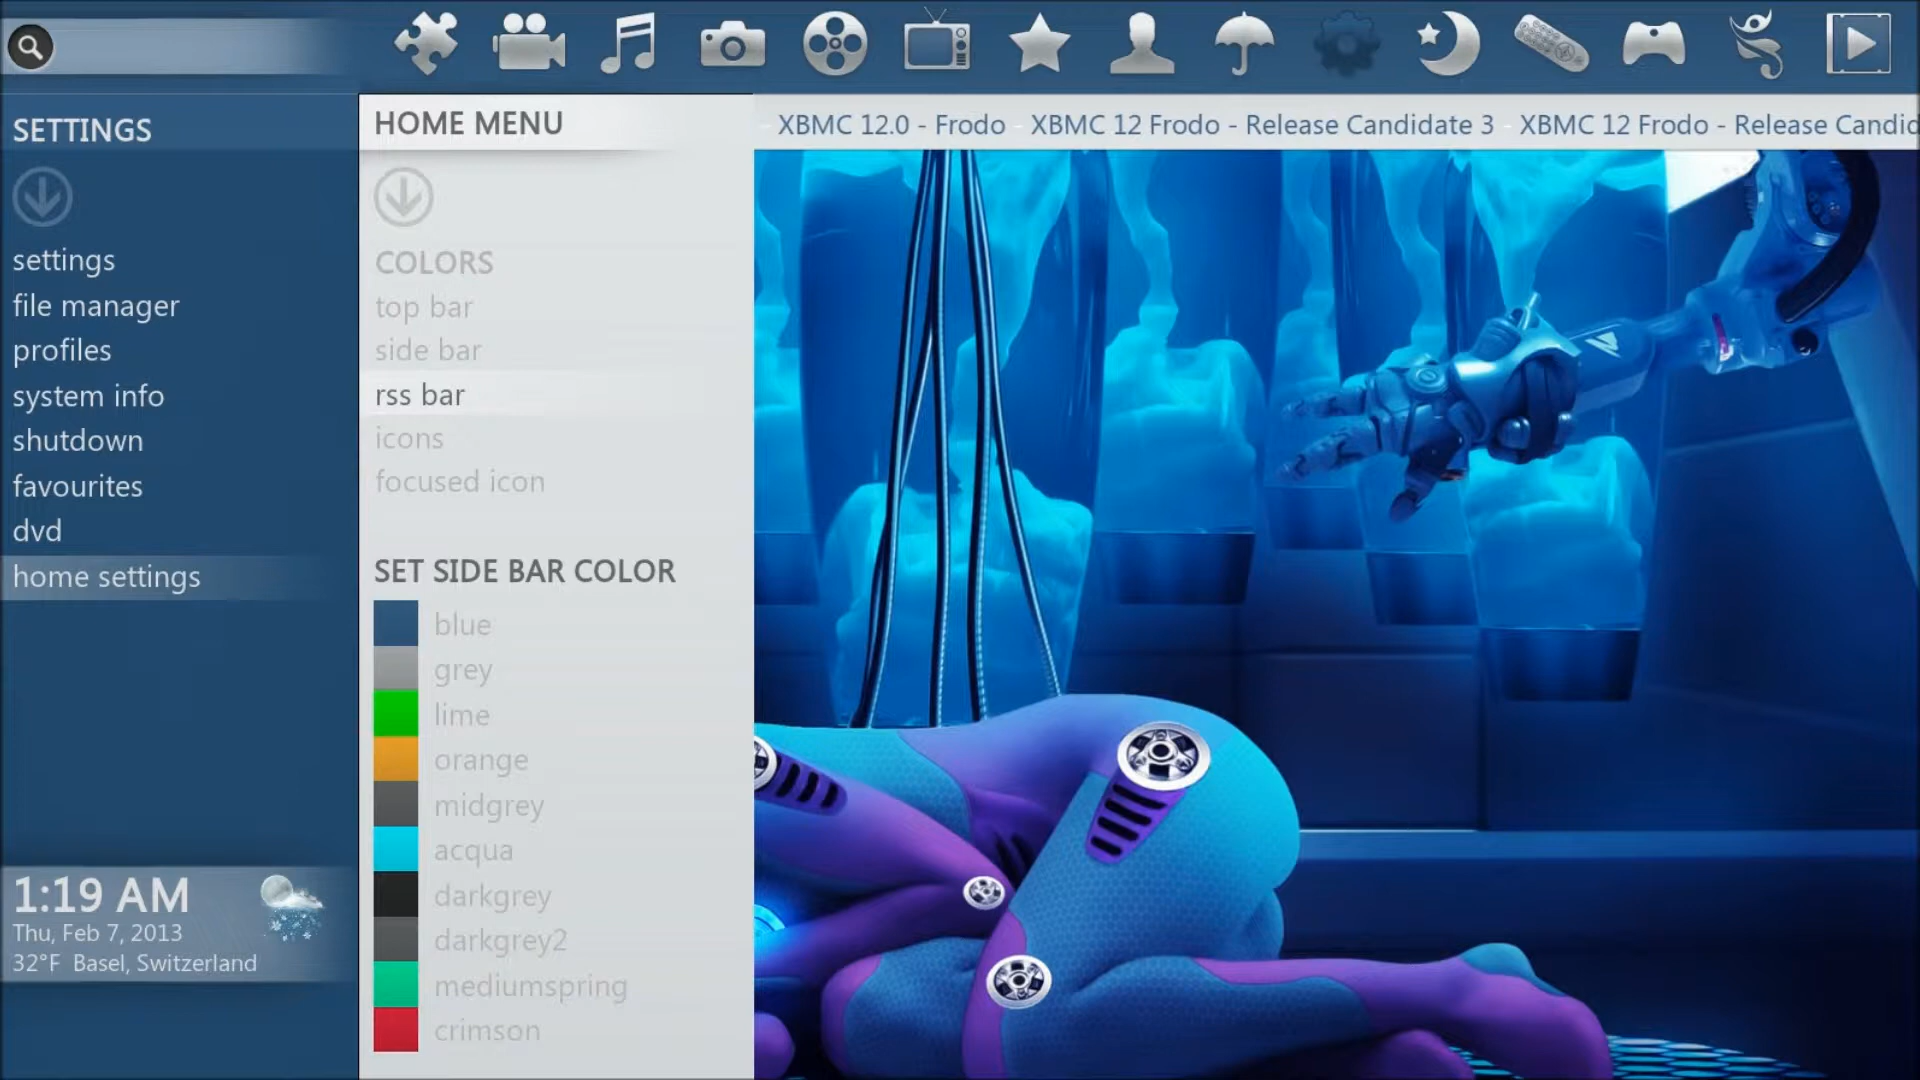 SETTINGS
settings
file manager
profiles
system info
shutdown
favourites
dvd
home settings
1:19 AM
Thu, Feb 7, 2013
32°F Basel, Switzerland
HOME MENU
COLORS
top bar
side bar
rss bar
icons
focused icon
SET SIDE BAR COLOR
blue
grey
lime
orange
midgrey
acqua
darkgrey
darkgrey2
mediumspring
crimson
- XBMC 12.0 - Frodo - XBMC 12 Frodo - Release Candidate 3 - XBMC 12 Frodo - Release Candid